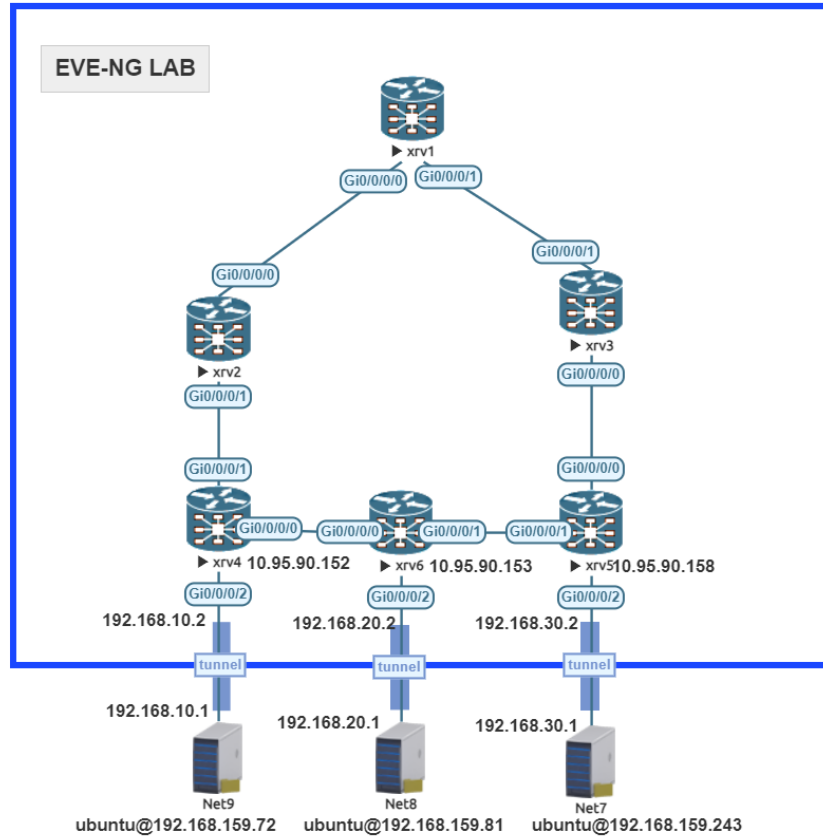 EVE-NG LAB
xrv1
Gi0/0/0/0
Gi0/0/0/1
Gi0/0/0/1
Gi0/0/0/0
xrv3
xrv2
Gi0/0/0/0
Gi0/0/0/1
Gi0/0/0/1
Gi0/0/0/0
Gi0/0/0/0
Gi0/0/0/0
Gi0/0/0/1
Gi0/0/0/1
xrv4
10.95.90.152
xrv6
10.95.90.153
xrv5
10.95.90.158
Gi0/0/0/2
Gi0/0/0/2
Gi0/0/0/2
192.168.10.2
192.168.20.2
192.168.30.2
tunnel
tunnel
tunnel
192.168.10.1
192.168.20.1
192.168.30.1
Net9
Net8
Net7
ubuntu@192.168.159.72
ubuntu@192.168.159.81
ubuntu@192.168.159.243